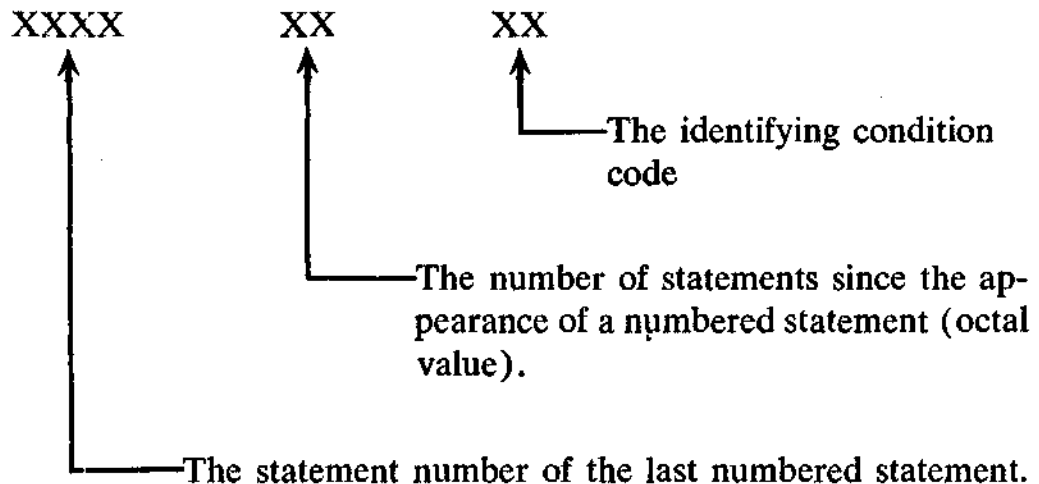 XXXX XX XX
The identifying condition
code
The number of statements since the ap-
pearance of a numbered statement (octal
value).
The statement number of the last numbered statement.